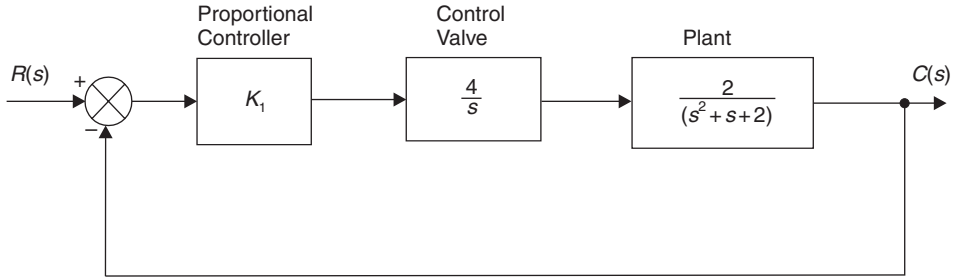 Proportional
Controller
Control
Valve
Plant
R(s)
+
−
K₁
4
s
2
(s²+s+2)
C(s)